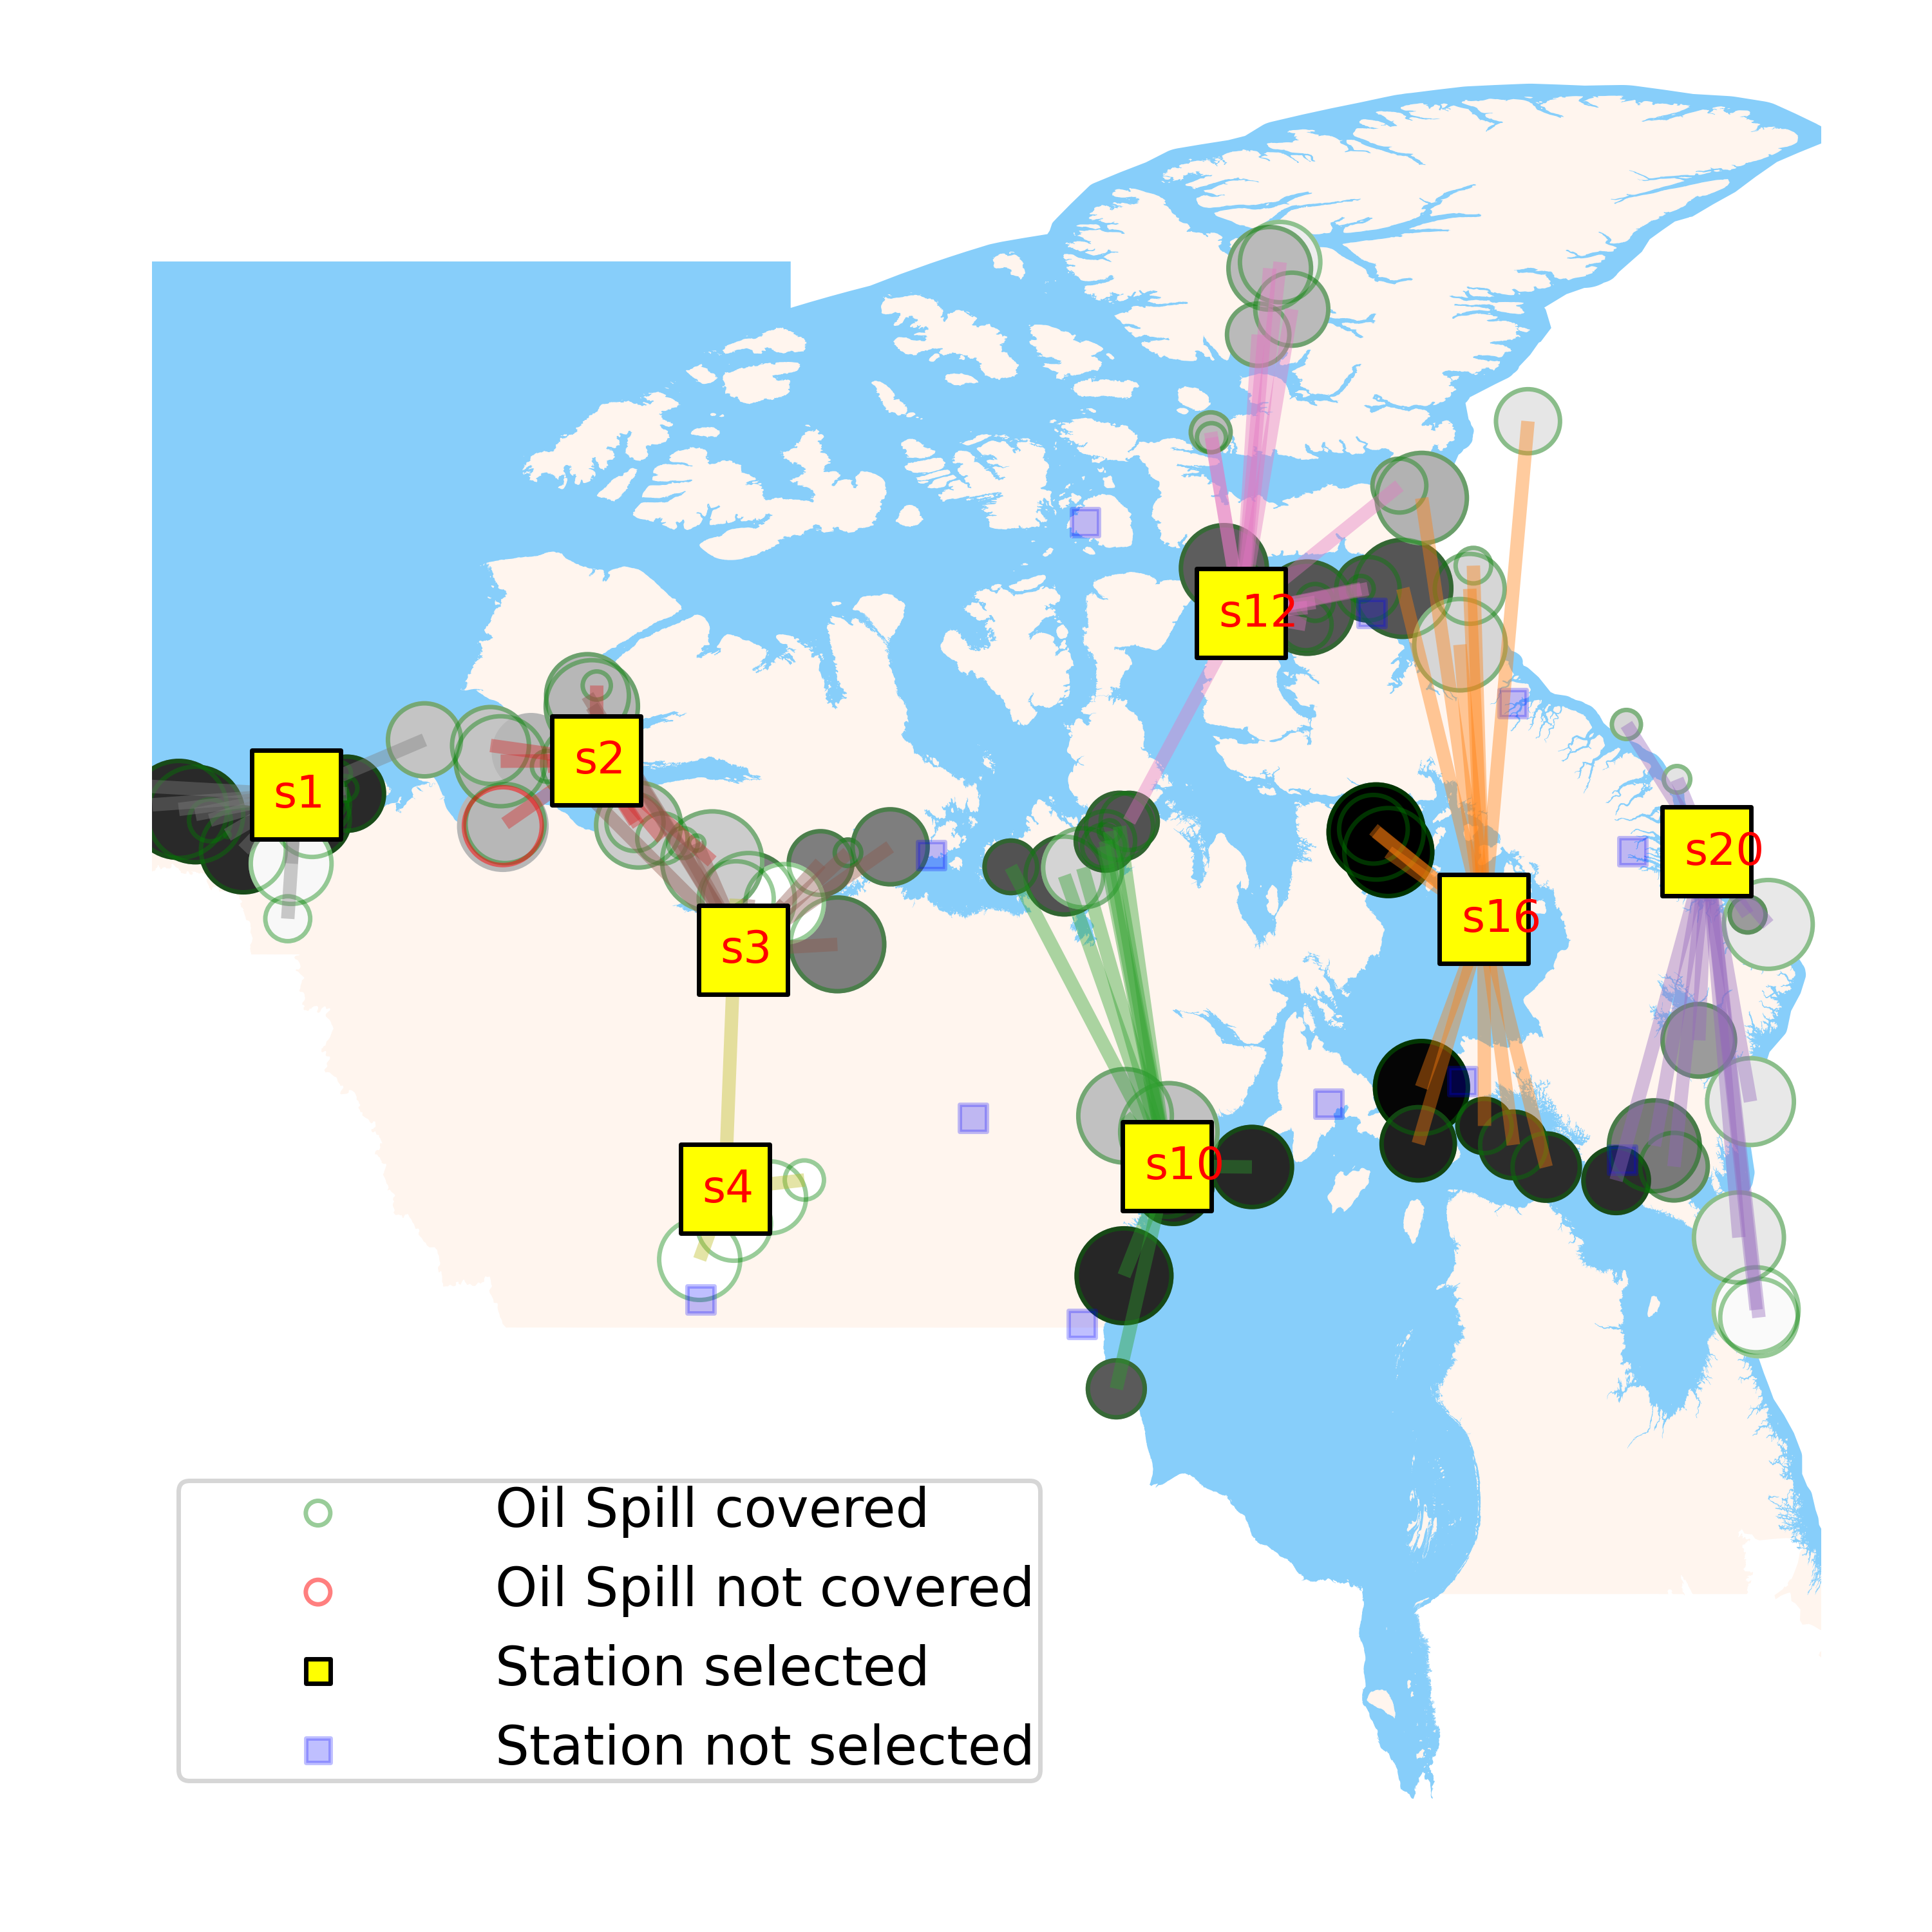 s12
s2
s1
s20
s16
s3
s10
s4
Oil Spill covered
Oil Spill not covered
Station selected
Station not selected